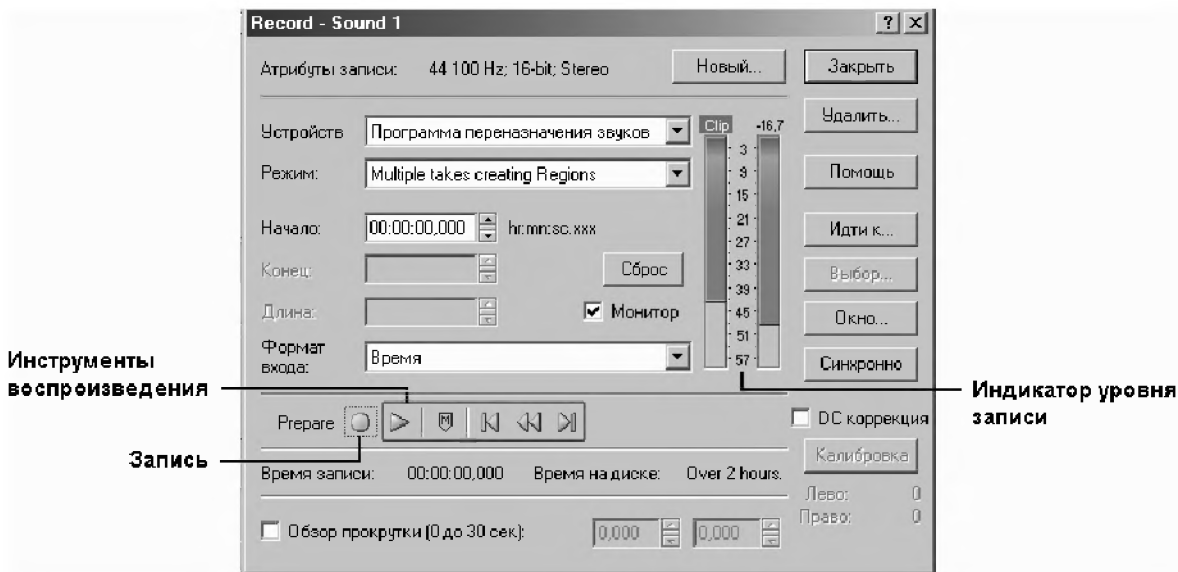 Record - Sound 1
Атрибуты записи: 44 100 Hz; 16-bit; Stereo
Новый...
Закрыть
Удалить...
Устройств
Программа переназначения звуков
Clip
-16,7
Режим:
Multiple takes creating Regions
Помощь
3
9
15
21
27
33
39
45
51
57
Начало:
00:00:00,000
hr:mn:sc.xxx
Идти к...
Конец:
Сброс
Выбор...
Длина:
Монитор
Окно...
Формат
входа:
Время
Синхронно
Инструменты
воспроизведения
Индикатор уровня
записи
Prepare
M
DC коррекция
Запись
Калибровка
Время записи: 00:00:00,000 Время на диске: Over 2 hours.
Лево: 0
Право: 0
Обзор прокрутки (0 до 30 сек):
0,000
0,000